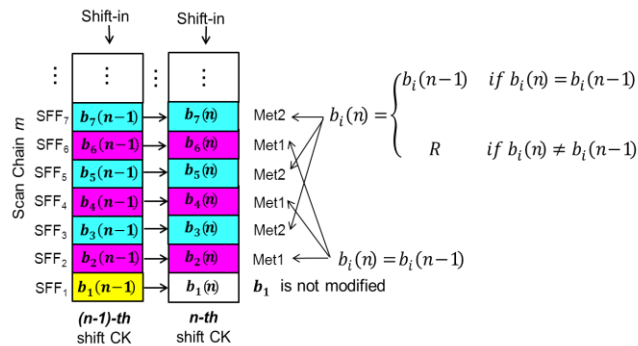 Shift-in Shift-in
⋮ ⋮ ⋮ ⋮
SFF₇ b₇(n−1) b₇(n) Met2
SFF₆ b₆(n−1) b₆(n) Met1
SFF₅ b₅(n−1) b₅(n) Met2
SFF₄ b₄(n−1) b₄(n) Met1
SFF₃ b₃(n−1) b₃(n) Met2
SFF₂ b₂(n−1) b₂(n) Met1
SFF₁ b₁(n−1) b₁(n) b₁ is not modified
(n-1)-th n-th
shift CK shift CK
Scan Chain m
bᵢ(n) = { bᵢ(n−1) if bᵢ(n) = bᵢ(n−1)
R if bᵢ(n) ≠ bᵢ(n−1)
bᵢ(n) = bᵢ(n−1)